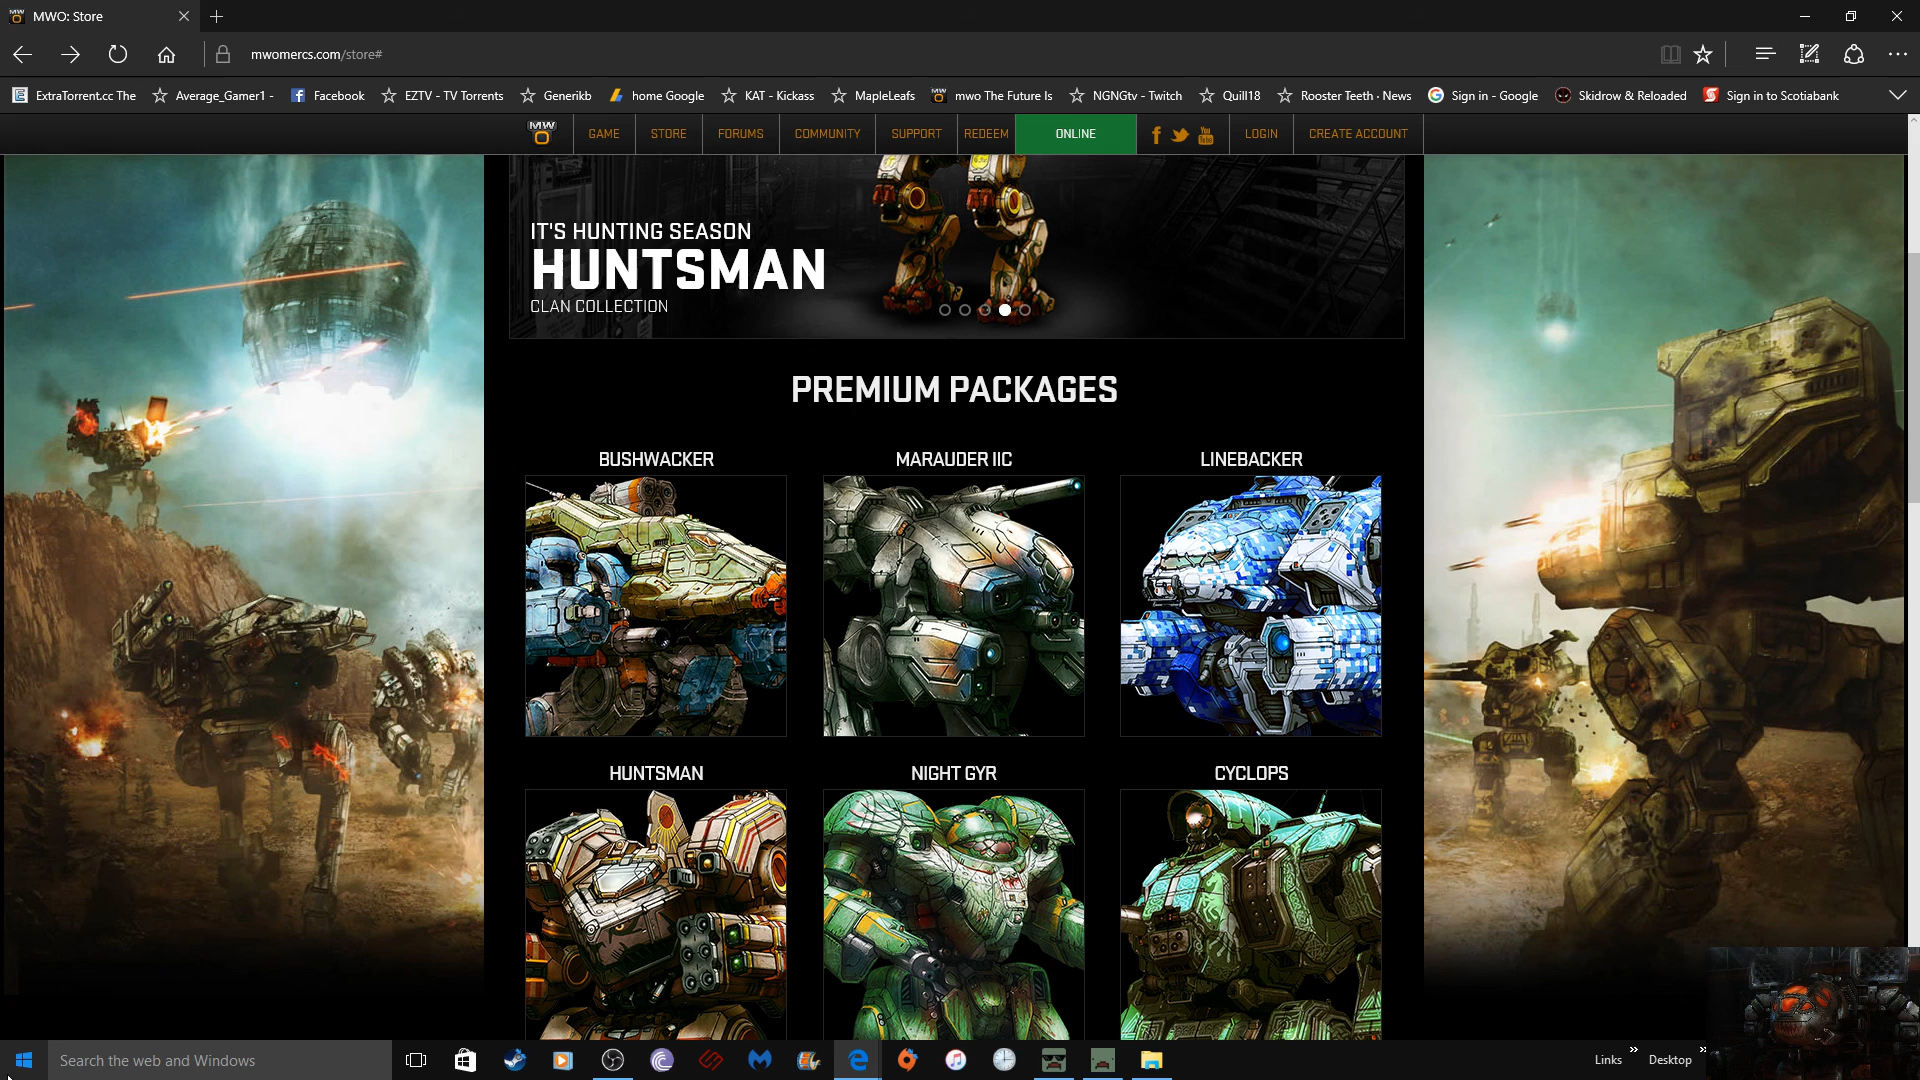 MWO: Store
mwomercs.com/store#
ExtraTorrent.cc The
Average_Gamer1 -
Facebook
EZTV - TV Torrents
Generikb
home Google
KAT - Kickass
MapleLeafs
mwo The Future Is
NGNGtv - Twitch
Quill18
Rooster Teeth · News
Sign in - Google
Skidrow & Reloaded
Sign in to Scotiabank
MW
GAME
STORE
FORUMS
COMMUNITY
SUPPORT
REDEEM
ONLINE
You
LOGIN
CREATE ACCOUNT
IT'S HUNTING SEASON
HUNTSMAN
CLAN COLLECTION
PREMIUM PACKAGES
BUSHWACKER
MARAUDER IIC
LINEBACKER
HUNTSMAN
NIGHT GYR
CYCLOPS
Search the web and Windows
Links
Desktop